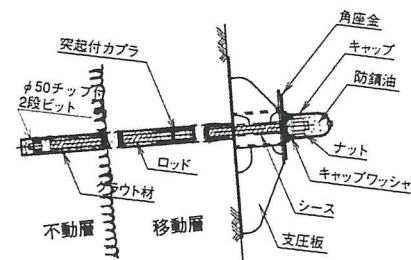 角座金
突起付カプラ
キャップ
防錆油
φ50チップ付
2段ビット
ロッド
ナット
グラウト材
キャップワッシャ
シース
不動層
移動層
支圧板